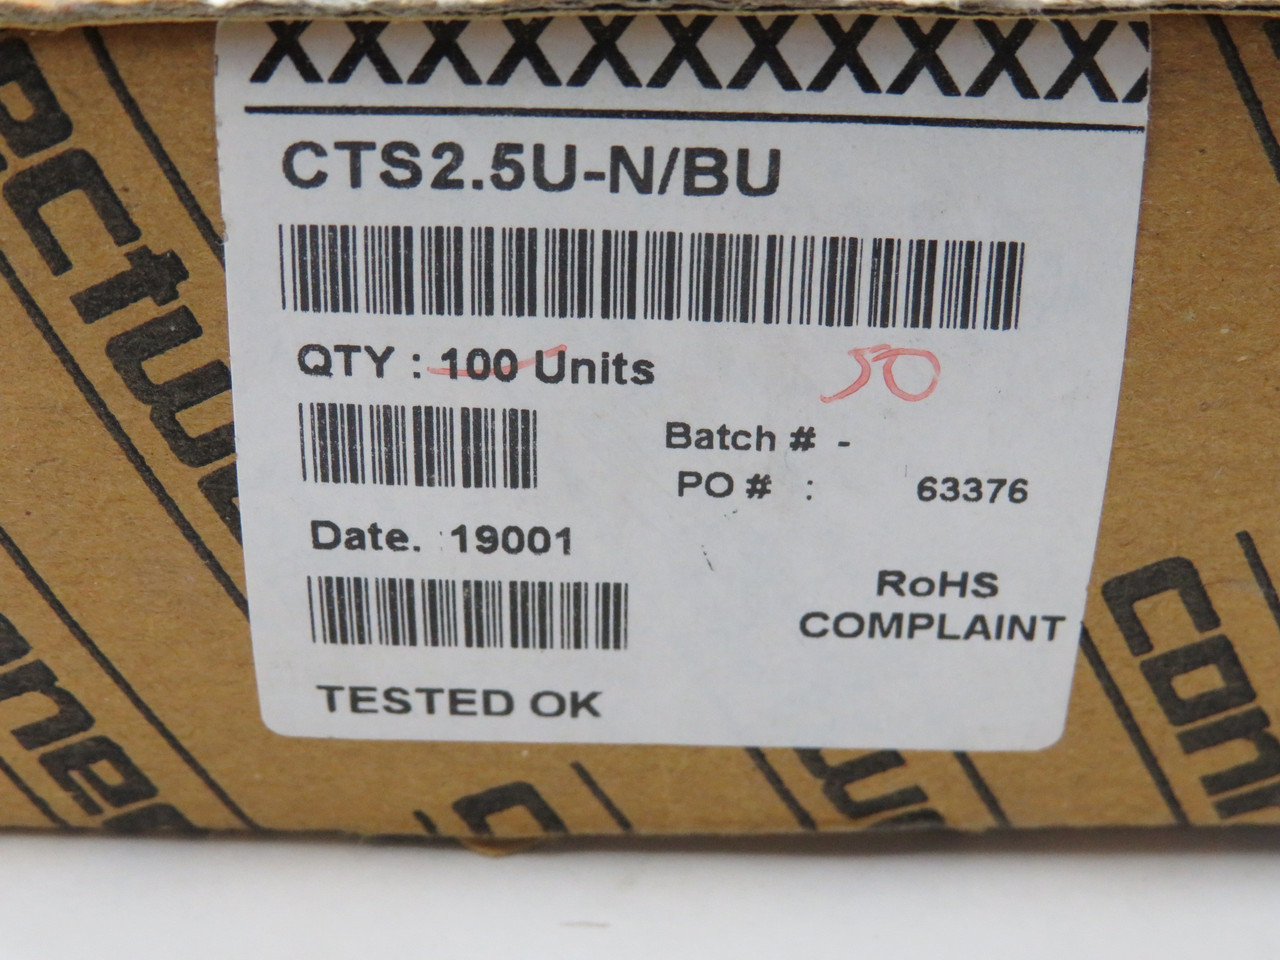 XXXXXXXXXXXX
CTS2.5U-N/BU
QTY : 100 Units 50
Batch # -
PO # : 63376
Date. 19001
RoHS
COMPLAINT
TESTED OK